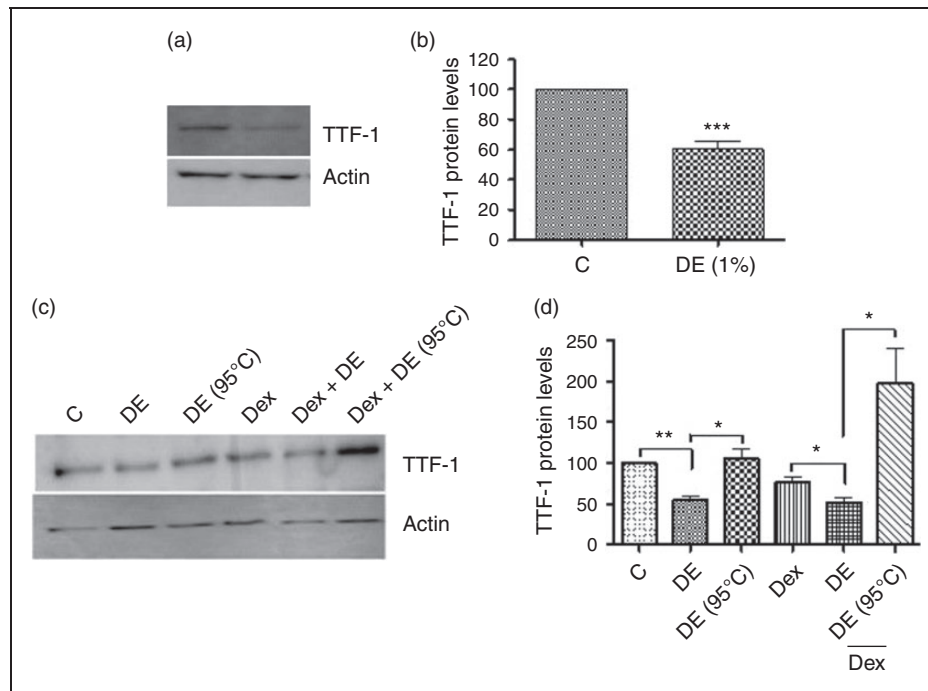 (a)
TTF-1
Actin
(b)
TTF-1 protein levels
120
100
80
60
40
20
0
***
C
DE (1%)
(c)
C
DE
DE (95°C)
Dex
Dex + DE
Dex + DE (95°C)
TTF-1
Actin
(d)
TTF-1 protein levels
250
200
150
100
50
0
**
*
*
*
C
DE
DE (95°C)
Dex
DE
DE (95°C)
Dex